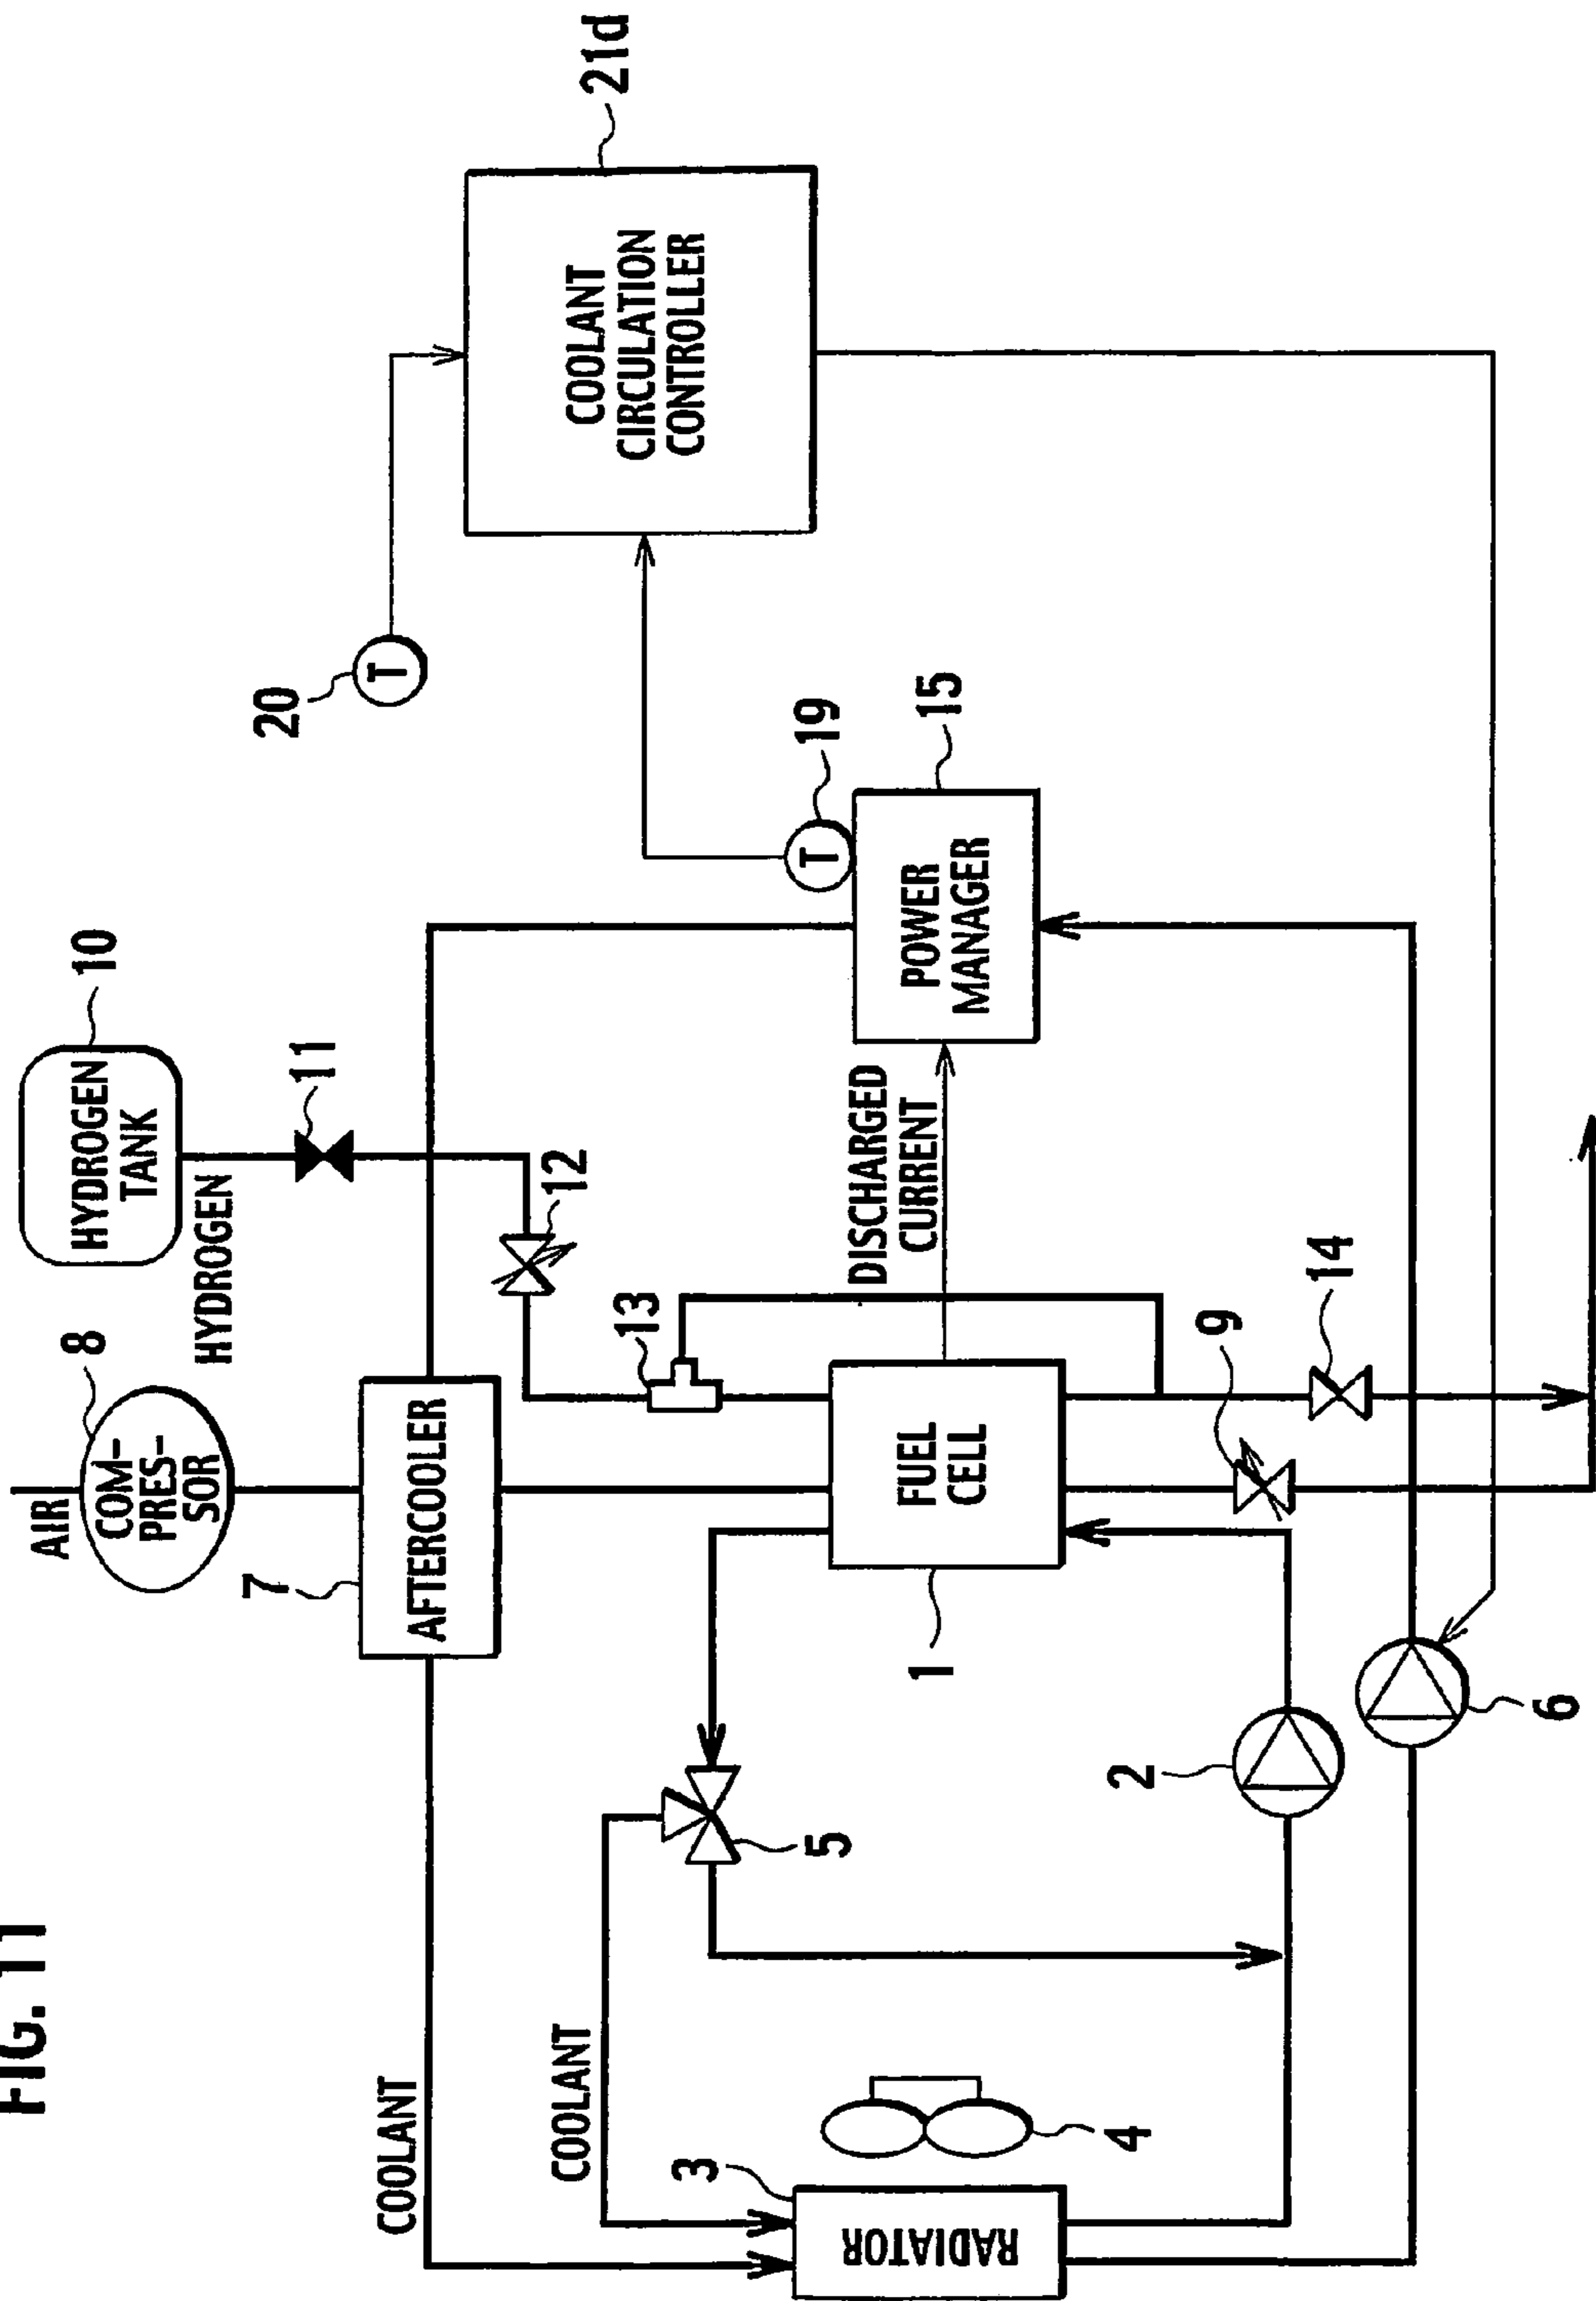 FIG. 11
AIR
8
COM-
PRES-
SOR
10
HYDROGEN
TANK
HYDROGEN
11
7
AFTERCOOLER
12
13
20
T
21d
COOLANT
CIRCULATION
CONTROLLER
COOLANT
COOLANT
5
1
FUEL
CELL
DISCHARGED
CURRENT
19
T
15
POWER
MANAGER
3
RADIATOR
4
2
6
9
14